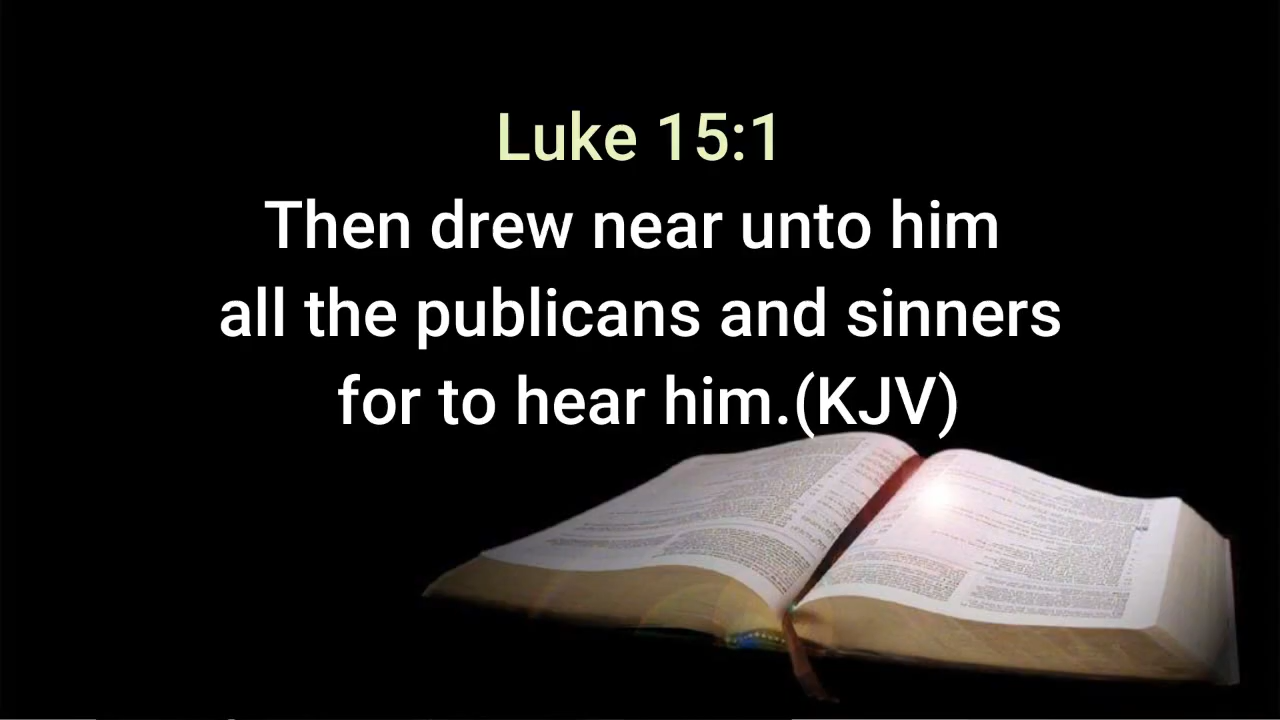 Luke 15:1
Then drew near unto him
all the publicans and sinners
for to hear him.(KJV)